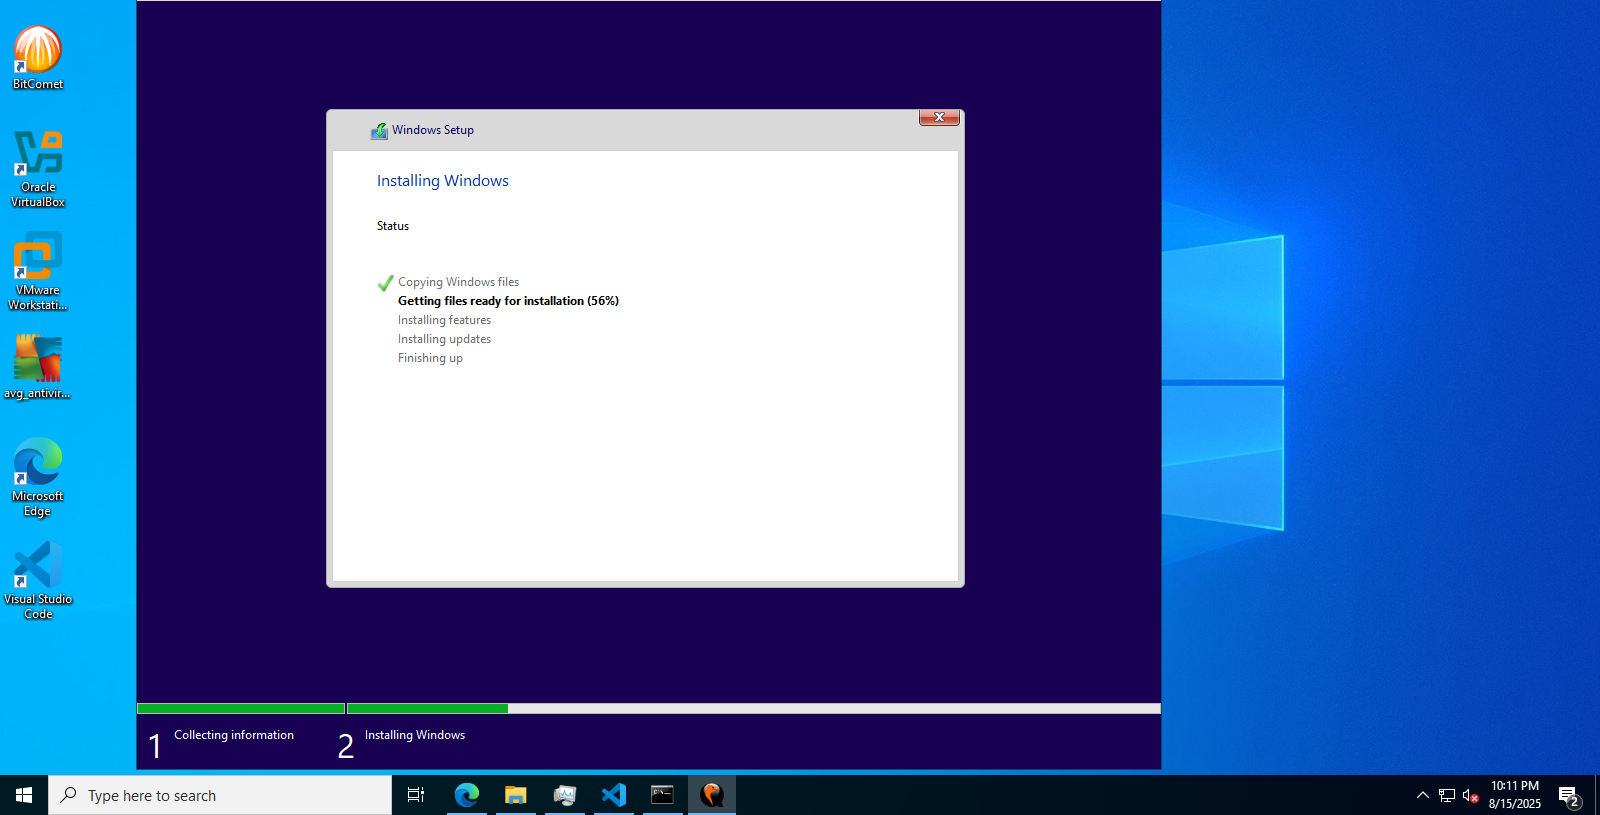 BitComet
Oracle
VirtualBox
VMware
Workstati...
avg_antivir...
Microsoft
Edge
Visual Studio
Code
Windows Setup
Installing Windows
Status
Copying Windows files
Getting files ready for installation (56%)
Installing features
Installing updates
Finishing up
1 Collecting information
2 Installing Windows
Type here to search
10:11 PM
8/15/2025
2